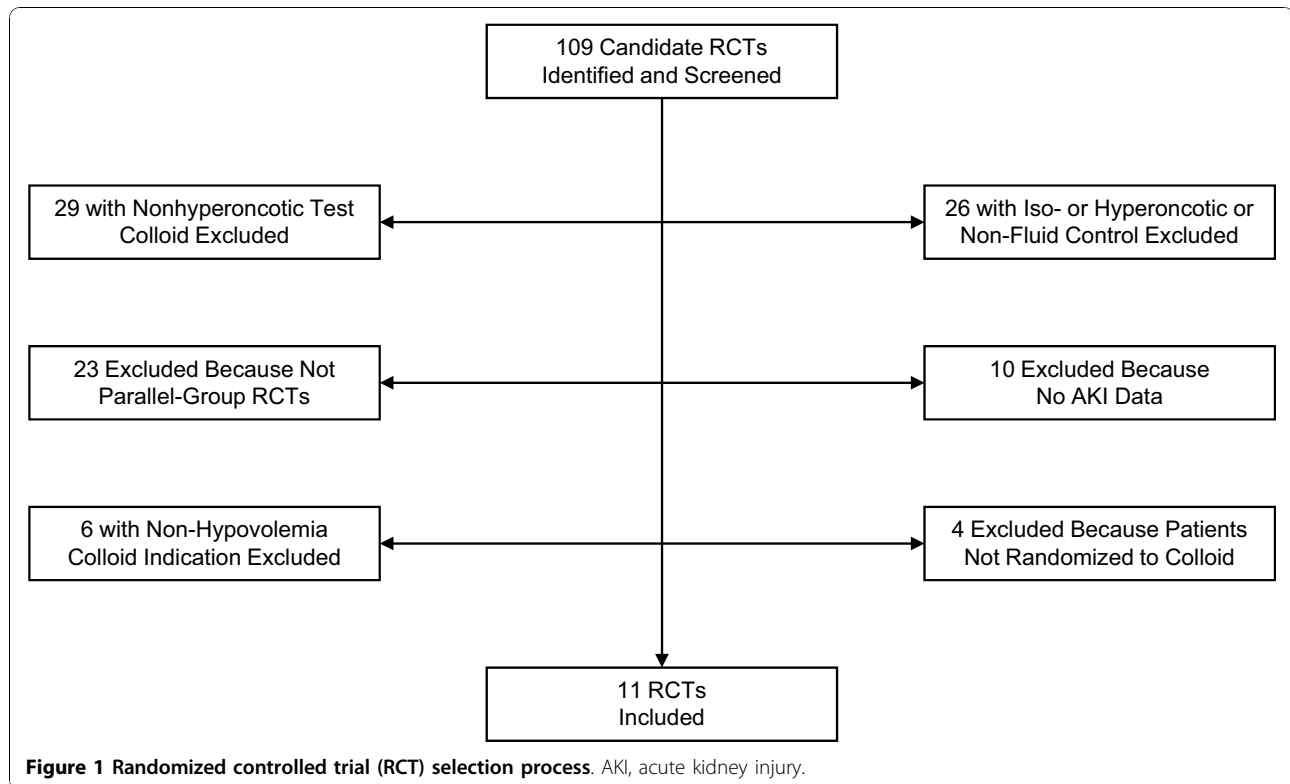 109 Candidate RCTs
Identified and Screened
29 with Nonhyperoncotic Test
Colloid Excluded
26 with Iso- or Hyperoncotic or
Non-Fluid Control Excluded
23 Excluded Because Not
Parallel-Group RCTs
10 Excluded Because
No AKI Data
6 with Non-Hypovolemia
Colloid Indication Excluded
4 Excluded Because Patients
Not Randomized to Colloid
11 RCTs
Included
Figure 1 Randomized controlled trial (RCT) selection process. AKI, acute kidney injury.